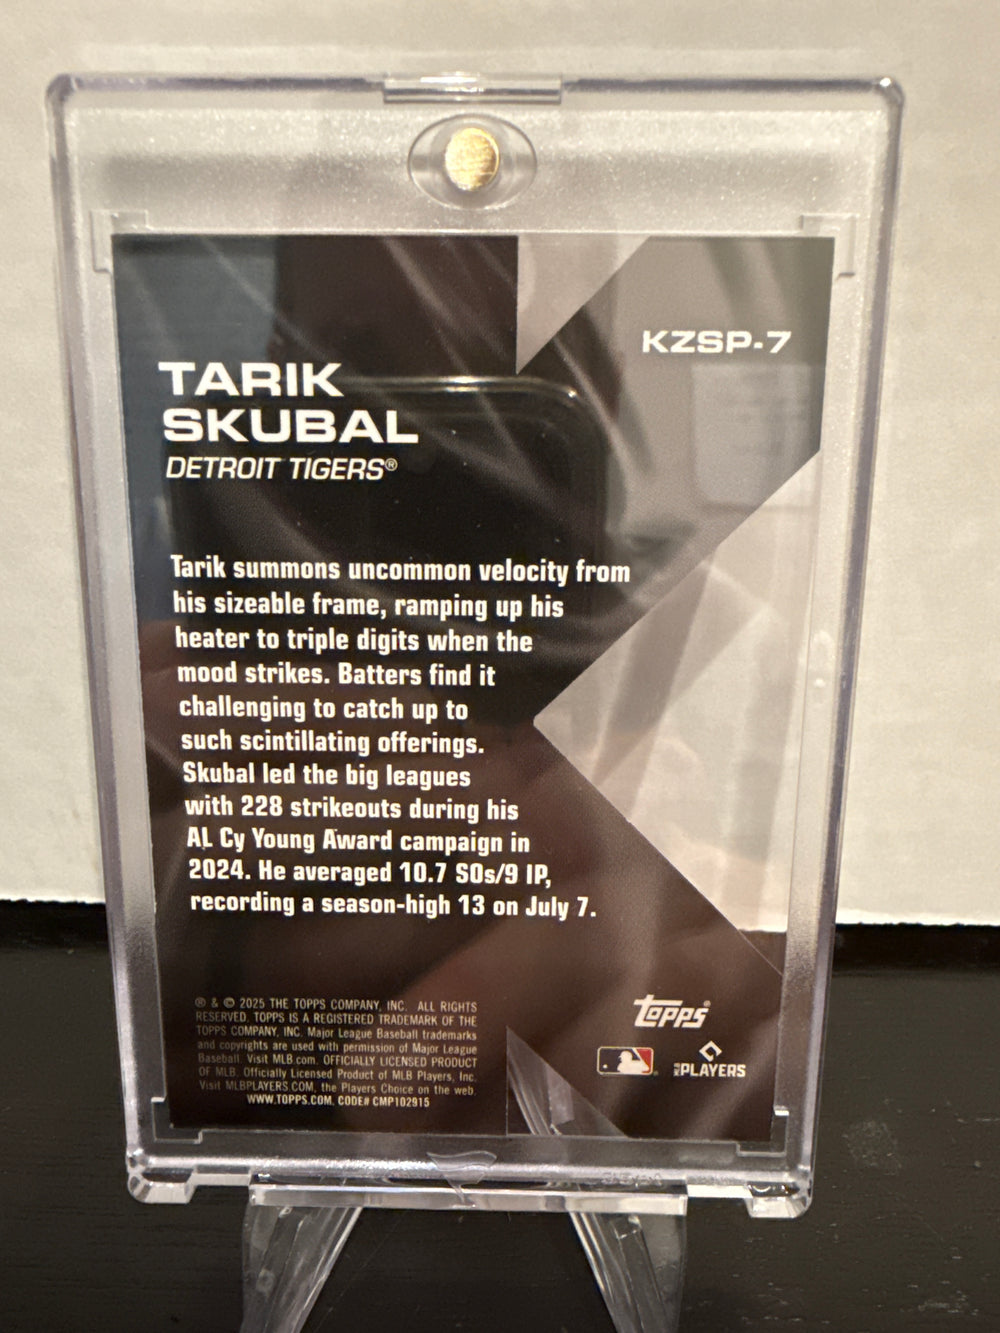 KZSP-7
TARIK
SKUBAL
DETROIT TIGERS®
Tarik summons uncommon velocity from
his sizeable frame, ramping up his
heater to triple digits when the
mood strikes. Batters find it
challenging to catch up to
such scintillating offerings.
Skubal led the big leagues
with 228 strikeouts during his
AL Cy Young Award campaign in
2024. He averaged 10.7 SOs/9 IP,
recording a season-high 13 on July 7.
® & © 2025 THE TOPPS COMPANY, INC. ALL RIGHTS
RESERVED. TOPPS IS A REGISTERED TRADEMARK OF THE
TOPPS COMPANY, INC. Major League Baseball trademarks
and copyrights are used with permission of Major League
Baseball. Visit MLB.com. OFFICIALLY LICENSED PRODUCT
OF MLB. Officially Licensed Product of MLB Players, Inc.
Visit MLBPLAYERS.COM, the Players Choice on the web.
WWW.TOPPS.COM. CODE# CMP102915
topps®
MLB PLAYERS